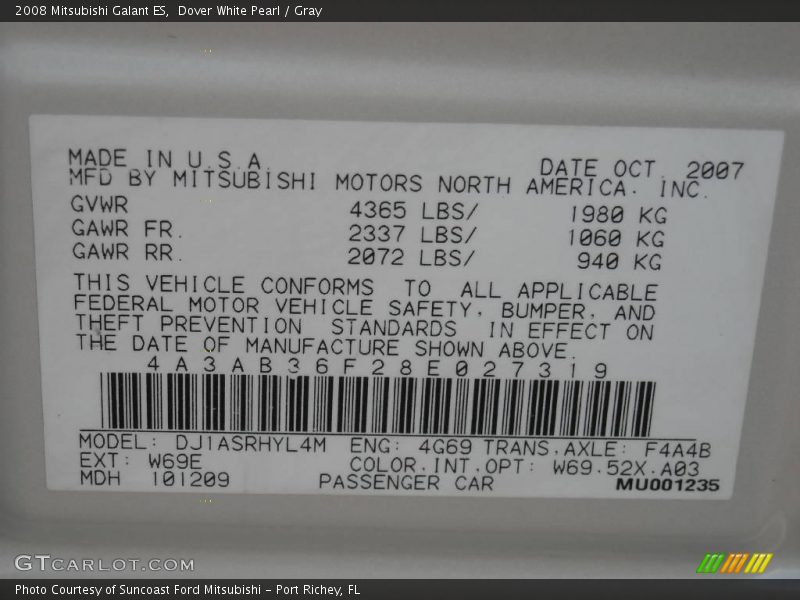 2008 Mitsubishi Galant ES,  Dover White Pearl / Gray
MADE IN U.S.A.
DATE OCT. 2007
MFD BY MITSUBISHI MOTORS NORTH AMERICA. INC.
GVWR 4365 LBS/ 1980 KG
GAWR FR. 2337 LBS/ 1060 KG
GAWR RR. 2072 LBS/ 940 KG
THIS VEHICLE CONFORMS TO ALL APPLICABLE
FEDERAL MOTOR VEHICLE SAFETY, BUMPER, AND
THEFT PREVENTION STANDARDS IN EFFECT ON
THE DATE OF MANUFACTURE SHOWN ABOVE.
4A3AB36F28E027319
MODEL: DJ1ASRHYL4M ENG: 4G69 TRANS.AXLE: F4A4B
EXT: W69E COLOR.INT.OPT: W69.52X.A03
MDH 101209 PASSENGER CAR MU001235
GTCARLOT.COM
Photo Courtesy of Suncoast Ford Mitsubishi – Port Richey, FL